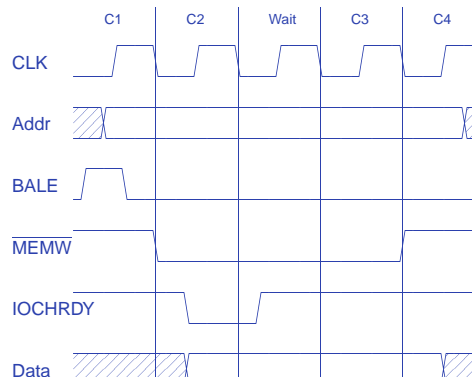 C1 C2 Wait C3 C4
CLK
Addr
BALE
MEMW
IOCHRDY
Data